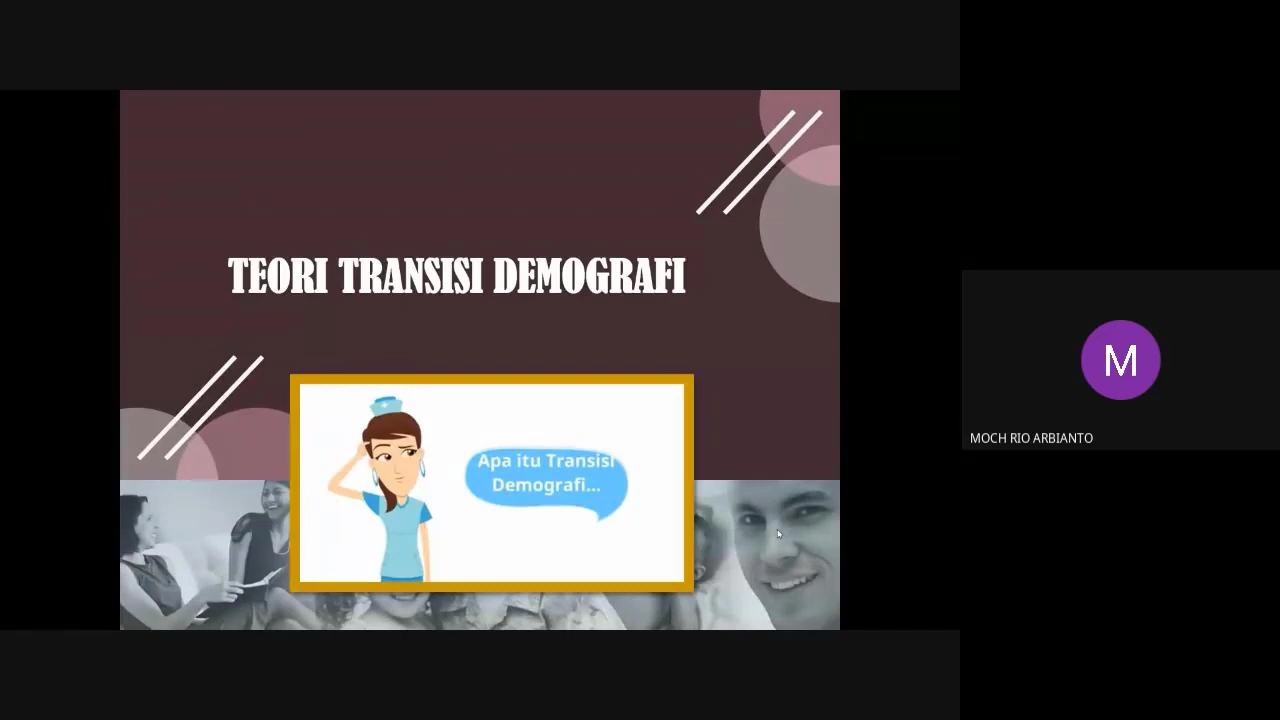 TEORI TRANSISI DEMOGRAFI
Apa itu Transisi
Demografi...
M
MOCH RIO ARBIANTO